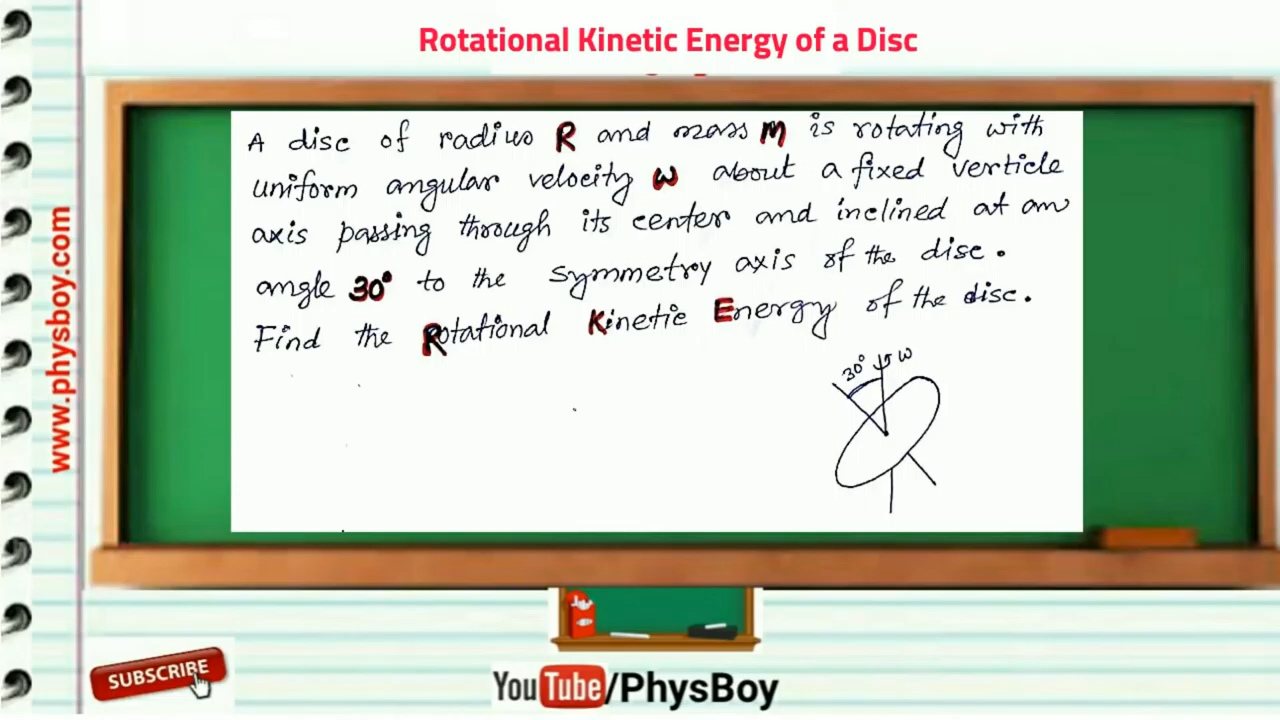 Rotational Kinetic Energy of a Disc
A disc of radius R and mass M is rotating with
uniform angular velocity ω about a fixed verticle
axis passing through its center and inclined at an
angle 30° to the symmetry axis of the disc.
Find the Rotational Kinetic Energy of the disc.
30° ω
www.physboy.com
SUBSCRIBE
YouTube/PhysBoy